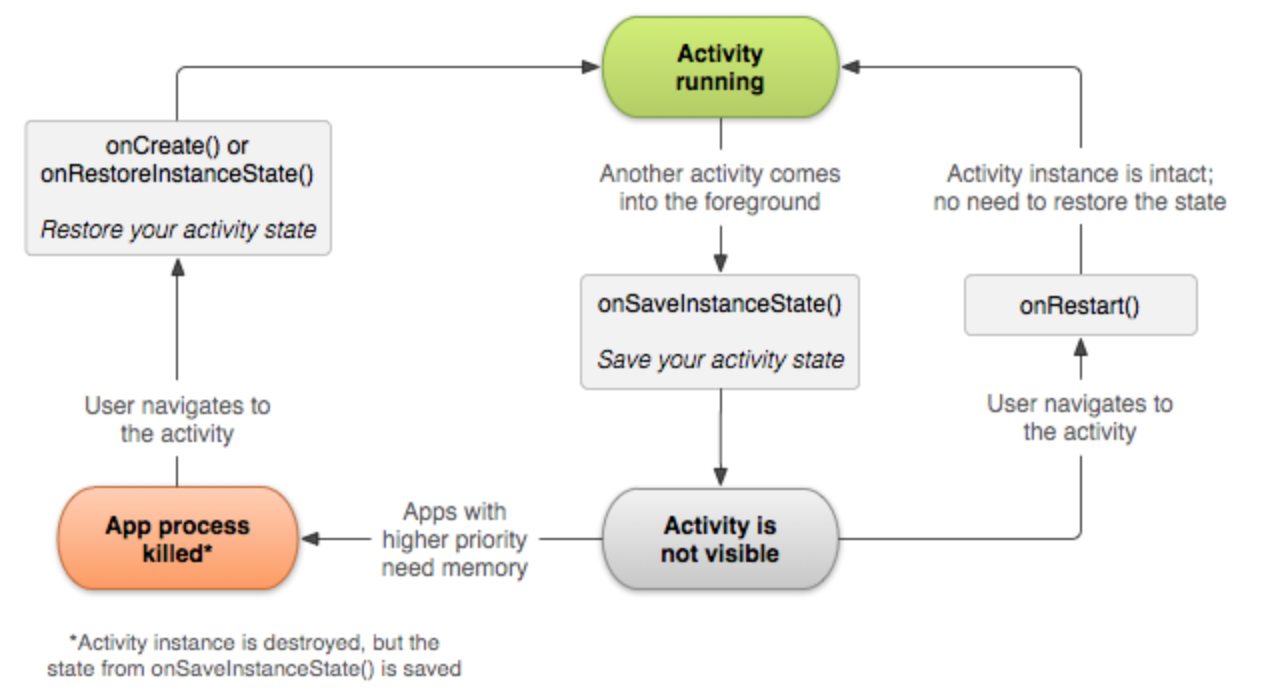 Activity
running
onCreate() or
onRestoreInstanceState()
Restore your activity state
Another activity comes
into the foreground
Activity instance is intact;
no need to restore the state
onSaveInstanceState()
Save your activity state
onRestart()
User navigates to
the activity
User navigates to
the activity
App process
killed*
Apps with
higher priority
need memory
Activity is
not visible
*Activity instance is destroyed, but the
state from onSaveInstanceState() is saved